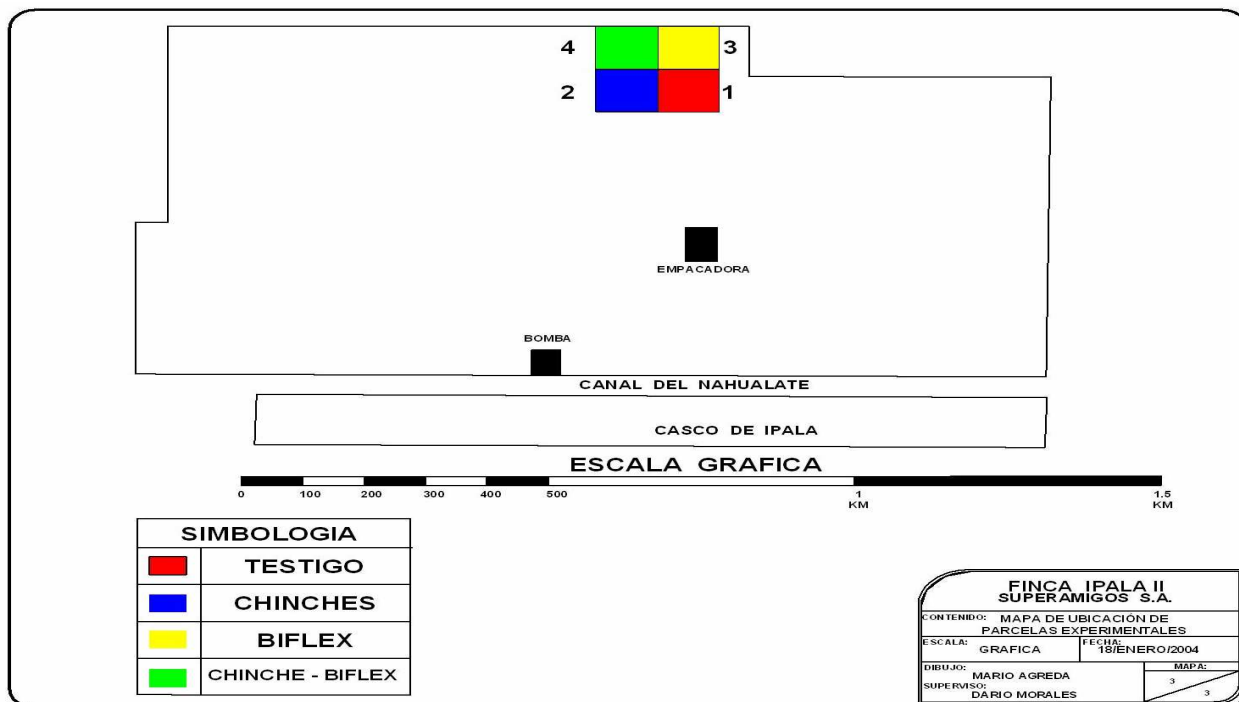 4 3
2 1
EMPACADORA
BOMBA
CANAL DEL NAHUALATE
CASCO DE IPALA
ESCALA GRAFICA
0 100 200 300 400 500 1 1.5
KM KM
SIMBOLOGIA
TESTIGO
CHINCHES
BIFLEX
CHINCHE - BIFLEX
FINCA IPALA II
SUPERAMIGOS S.A.
CONTENIDO: MAPA DE UBICACIÓN DE
PARCELAS EXPERIMENTALES
ESCALA: GRAFICA FECHA: 18/ENERO/2004
DIBUJO: MARIO AGREDA
SUPERVISO: DARIO MORALES
MAPA:
3
3